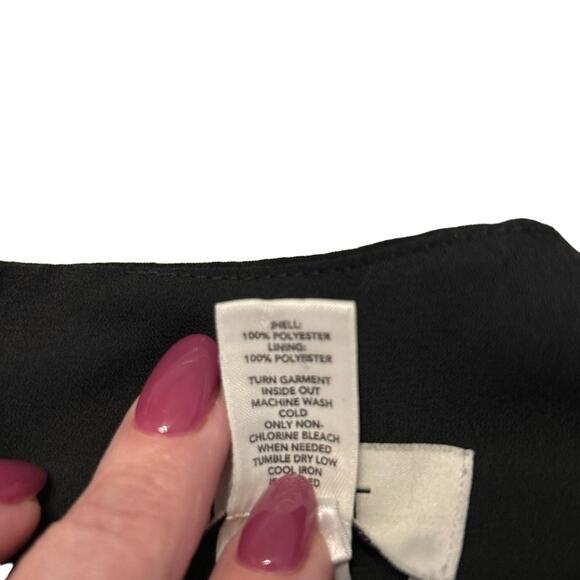 SHELL:
100% POLYESTER
LINING:
100% POLYESTER
TURN GARMENT
INSIDE OUT
MACHINE WASH
COLD
ONLY NON-
CHLORINE BLEACH
WHEN NEEDED
TUMBLE DRY LOW
COOL IRON